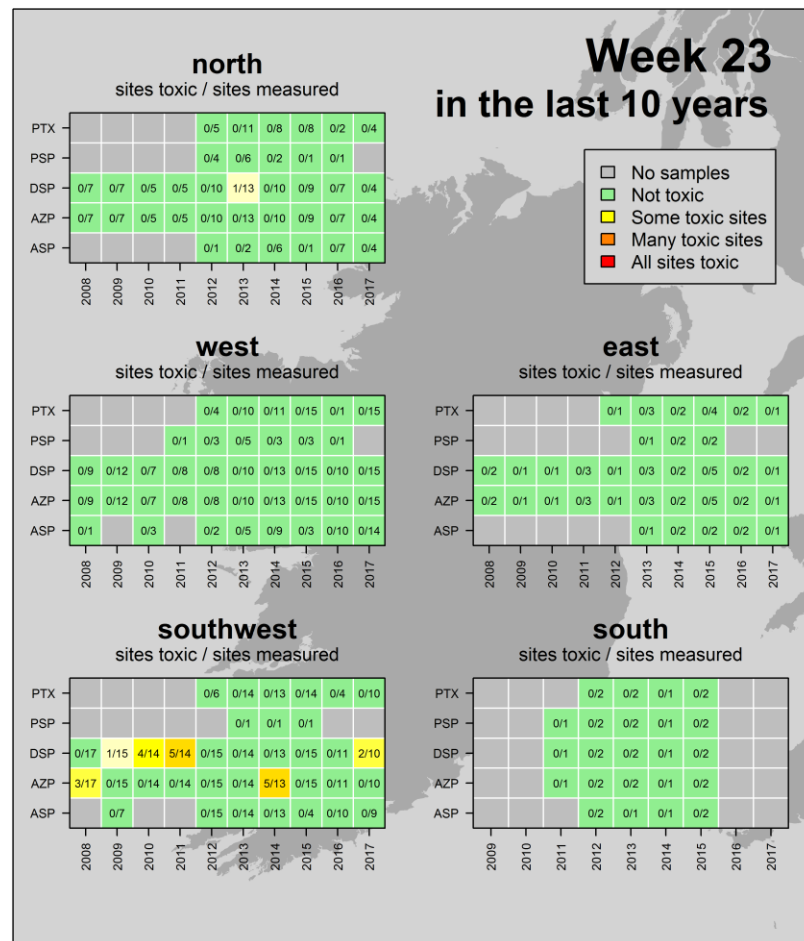 Week 23
in the last 10 years
No samples
Not toxic
Some toxic sites
Many toxic sites
All sites toxic
north
sites toxic / sites measured
PTX 0/5 0/11 0/8 0/8 0/2 0/4
PSP 0/4 0/6 0/2 0/1 0/1
DSP 0/7 0/7 0/5 0/5 0/10 1/13 0/10 0/9 0/7 0/4
AZP 0/7 0/7 0/5 0/5 0/10 0/13 0/10 0/9 0/7 0/4
ASP 0/1 0/2 0/6 0/1 0/7 0/4
2008 2009 2010 2011 2012 2013 2014 2015 2016 2017
west
sites toxic / sites measured
PTX 0/4 0/10 0/11 0/15 0/1 0/15
PSP 0/1 0/3 0/5 0/3 0/3 0/1
DSP 0/9 0/12 0/7 0/8 0/8 0/10 0/13 0/15 0/10 0/15
AZP 0/9 0/12 0/7 0/8 0/8 0/10 0/13 0/15 0/10 0/15
ASP 0/1 0/3 0/2 0/5 0/9 0/3 0/10 0/14
2008 2009 2010 2011 2012 2013 2014 2015 2016 2017
east
sites toxic / sites measured
PTX 0/1 0/3 0/2 0/4 0/2 0/1
PSP 0/1 0/2 0/2
DSP 0/2 0/1 0/1 0/3 0/1 0/3 0/2 0/5 0/2 0/1
AZP 0/2 0/1 0/1 0/3 0/1 0/3 0/2 0/5 0/2 0/1
ASP 0/1 0/2 0/2 0/2 0/1
2008 2009 2010 2011 2012 2013 2014 2015 2016 2017
southwest
sites toxic / sites measured
PTX 0/6 0/14 0/13 0/14 0/4 0/10
PSP 0/1 0/1 0/1
DSP 0/17 1/15 4/14 5/14 0/15 0/14 0/13 0/15 0/11 2/10
AZP 3/17 0/15 0/14 0/14 0/15 0/14 5/13 0/15 0/11 0/10
ASP 0/7 0/15 0/14 0/13 0/4 0/10 0/9
2008 2009 2010 2011 2012 2013 2014 2015 2016 2017
south
sites toxic / sites measured
PTX 0/2 0/2 0/1 0/2
PSP 0/1 0/2 0/2 0/1 0/2
DSP 0/1 0/2 0/2 0/1 0/2
AZP 0/1 0/2 0/2 0/1 0/2
ASP 0/2 0/1 0/1 0/2
2009 2010 2011 2012 2013 2014 2015 2016 2017